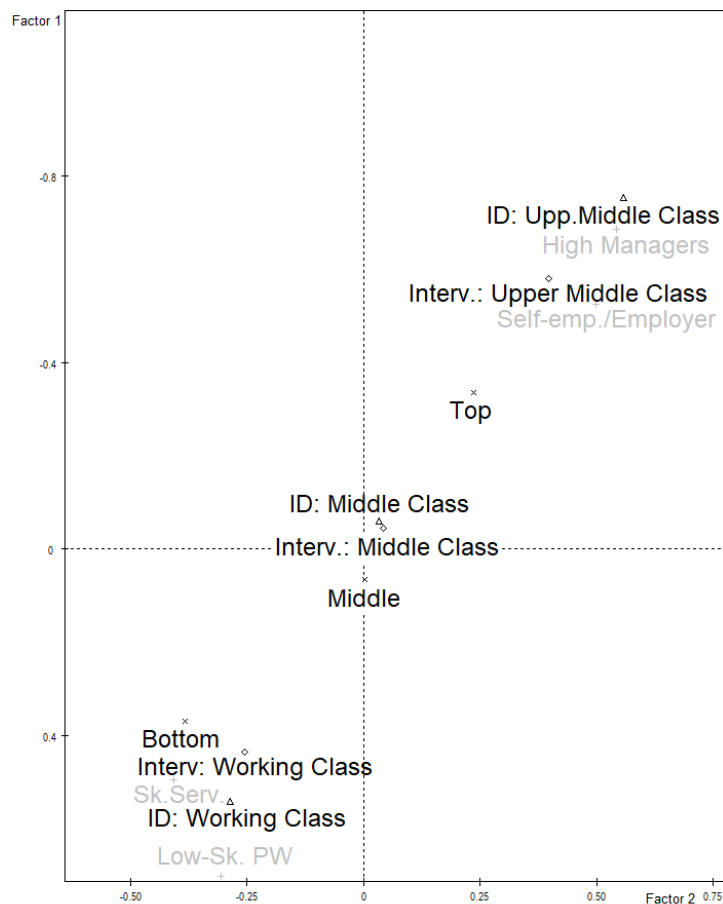 Factor 1
-0.8
ID: Upp.Middle Class
High Managers
Interv.: Upper Middle Class
Self-emp./Employer
-0.4
Top
ID: Middle Class
Interv.: Middle Class
0
Middle
0.4
Bottom
Interv: Working Class
Sk.Serv.
ID: Working Class
Low-Sk. PW
-0.50
-0.25
0
0.25
0.50
0.75
Factor 2